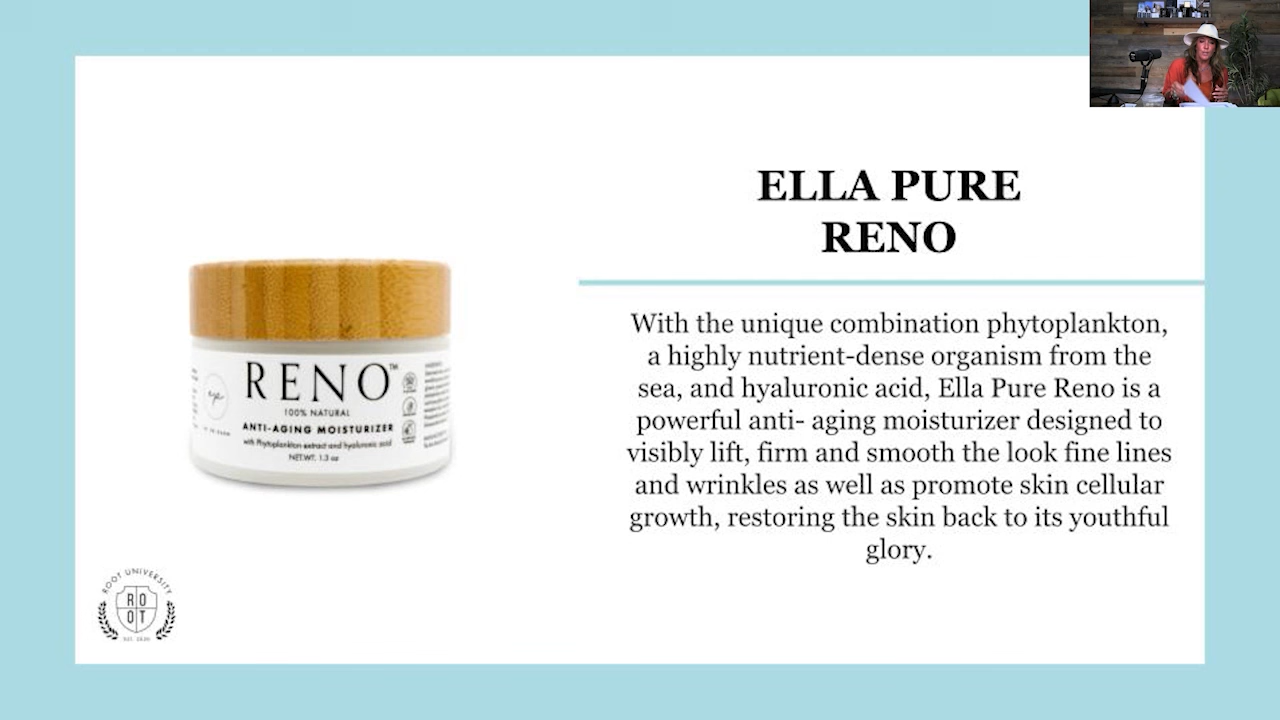 ELLA PURE
RENO
With the unique combination phytoplankton,
a highly nutrient-dense organism from the
sea, and hyaluronic acid, Ella Pure Reno is a
powerful anti- aging moisturizer designed to
visibly lift, firm and smooth the look fine lines
and wrinkles as well as promote skin cellular
growth, restoring the skin back to its youthful
glory.
RENO™
100% NATURAL
ANTI-AGING MOISTURIZER
with Phytoplankton extract and hyaluronic acid
NET.WT. 1.3 oz
ROOT UNIVERSITY
RO
OT